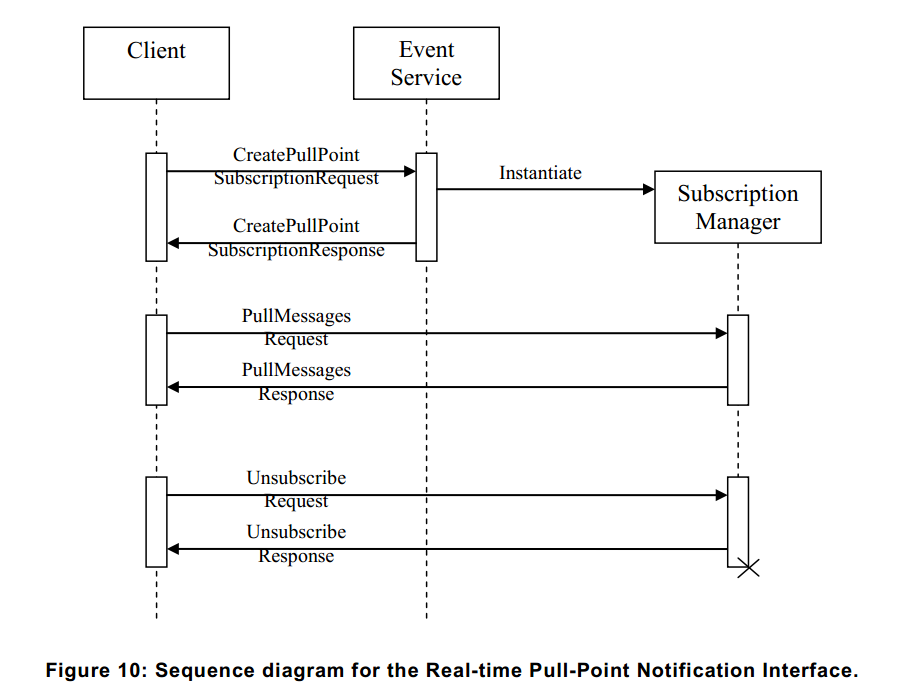 Client
Event
Service
CreatePullPoint
SubscriptionRequest
Instantiate
Subscription
Manager
CreatePullPoint
SubscriptionResponse
PullMessages
Request
PullMessages
Response
Unsubscribe
Request
Unsubscribe
Response
Figure 10: Sequence diagram for the Real-time Pull-Point Notification Interface.